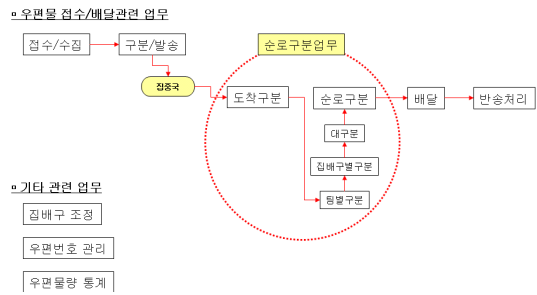 ▫ 우편물 접수/배달관련 업무
접수/수집
구분/발송
순로구분업무
집중국
도착구분
순로구분
배달
반송처리
대구분
집배구별구분
팀별구분
▫ 기타 관련 업무
집배구 조정
우편번호 관리
우편물량 통계